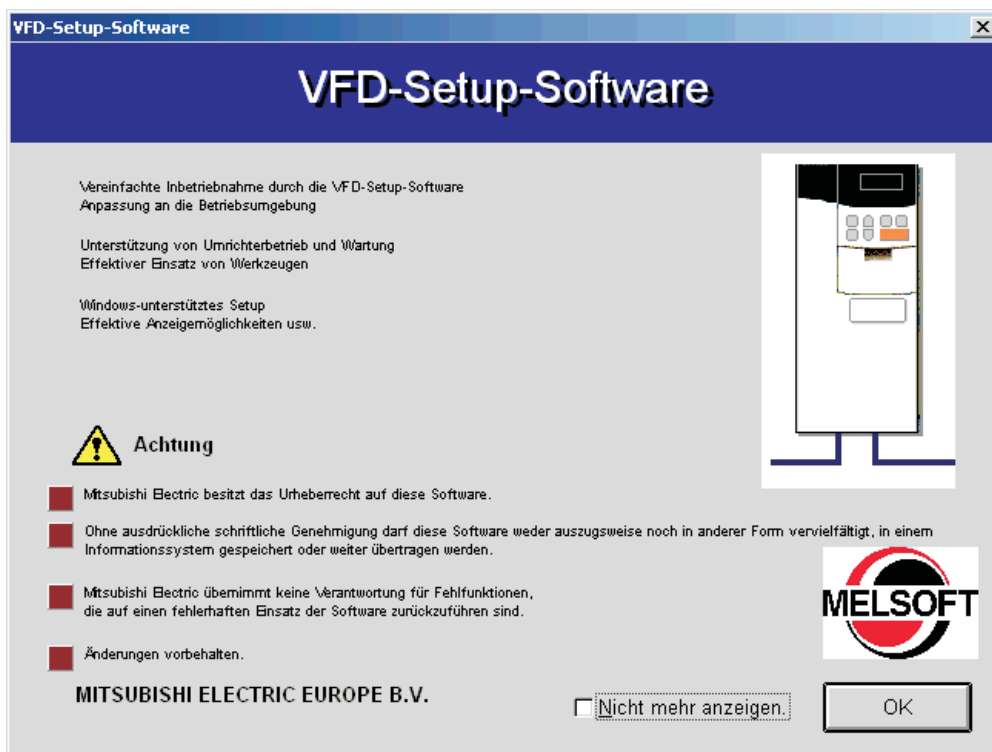 VFD-Setup-Software
VFD-Setup-Software
Vereinfachte Inbetriebnahme durch die VFD-Setup-Software
Anpassung an die Betriebsumgebung
Unterstützung von Umrichterbetrieb und Wartung
Effektiver Einsatz von Werkzeugen
Windows-unterstütztes Setup
Effektive Anzeigemöglichkeiten usw.
Achtung
Mitsubishi Electric besitzt das Urheberrecht auf diese Software.
Ohne ausdrückliche schriftliche Genehmigung darf diese Software weder auszugsweise noch in anderer Form vervielfältigt, in einem
Informationssystem gespeichert oder weiter übertragen werden.
Mitsubishi Electric übernimmt keine Verantwortung für Fehlfunktionen,
die auf einen fehlerhaften Einsatz der Software zurückzuführen sind.
MELSOFT
Änderungen vorbehalten.
MITSUBISHI ELECTRIC EUROPE B.V.
Nicht mehr anzeigen.
OK